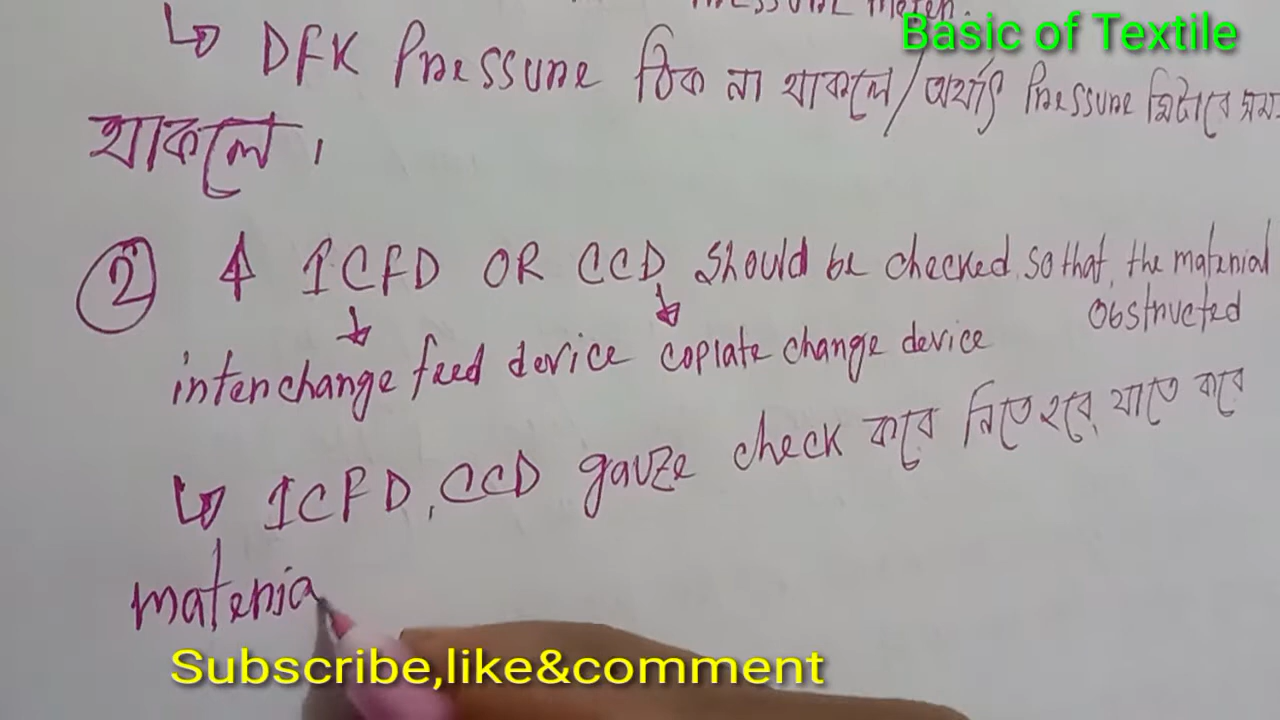 Pressure meter.
Basic of Textile
↳ DFK Pressure ঠিক না থাকলে/অর্থাৎ Pressure মিটারে
থাকলে।
② ICFD OR CCD should be checked so that the material
obstructed
interchange feed device coplate change device
↳ ICFD, CCD gauze check করে নিতে হবে, যাতে করে
materia
Subscribe,like&comment